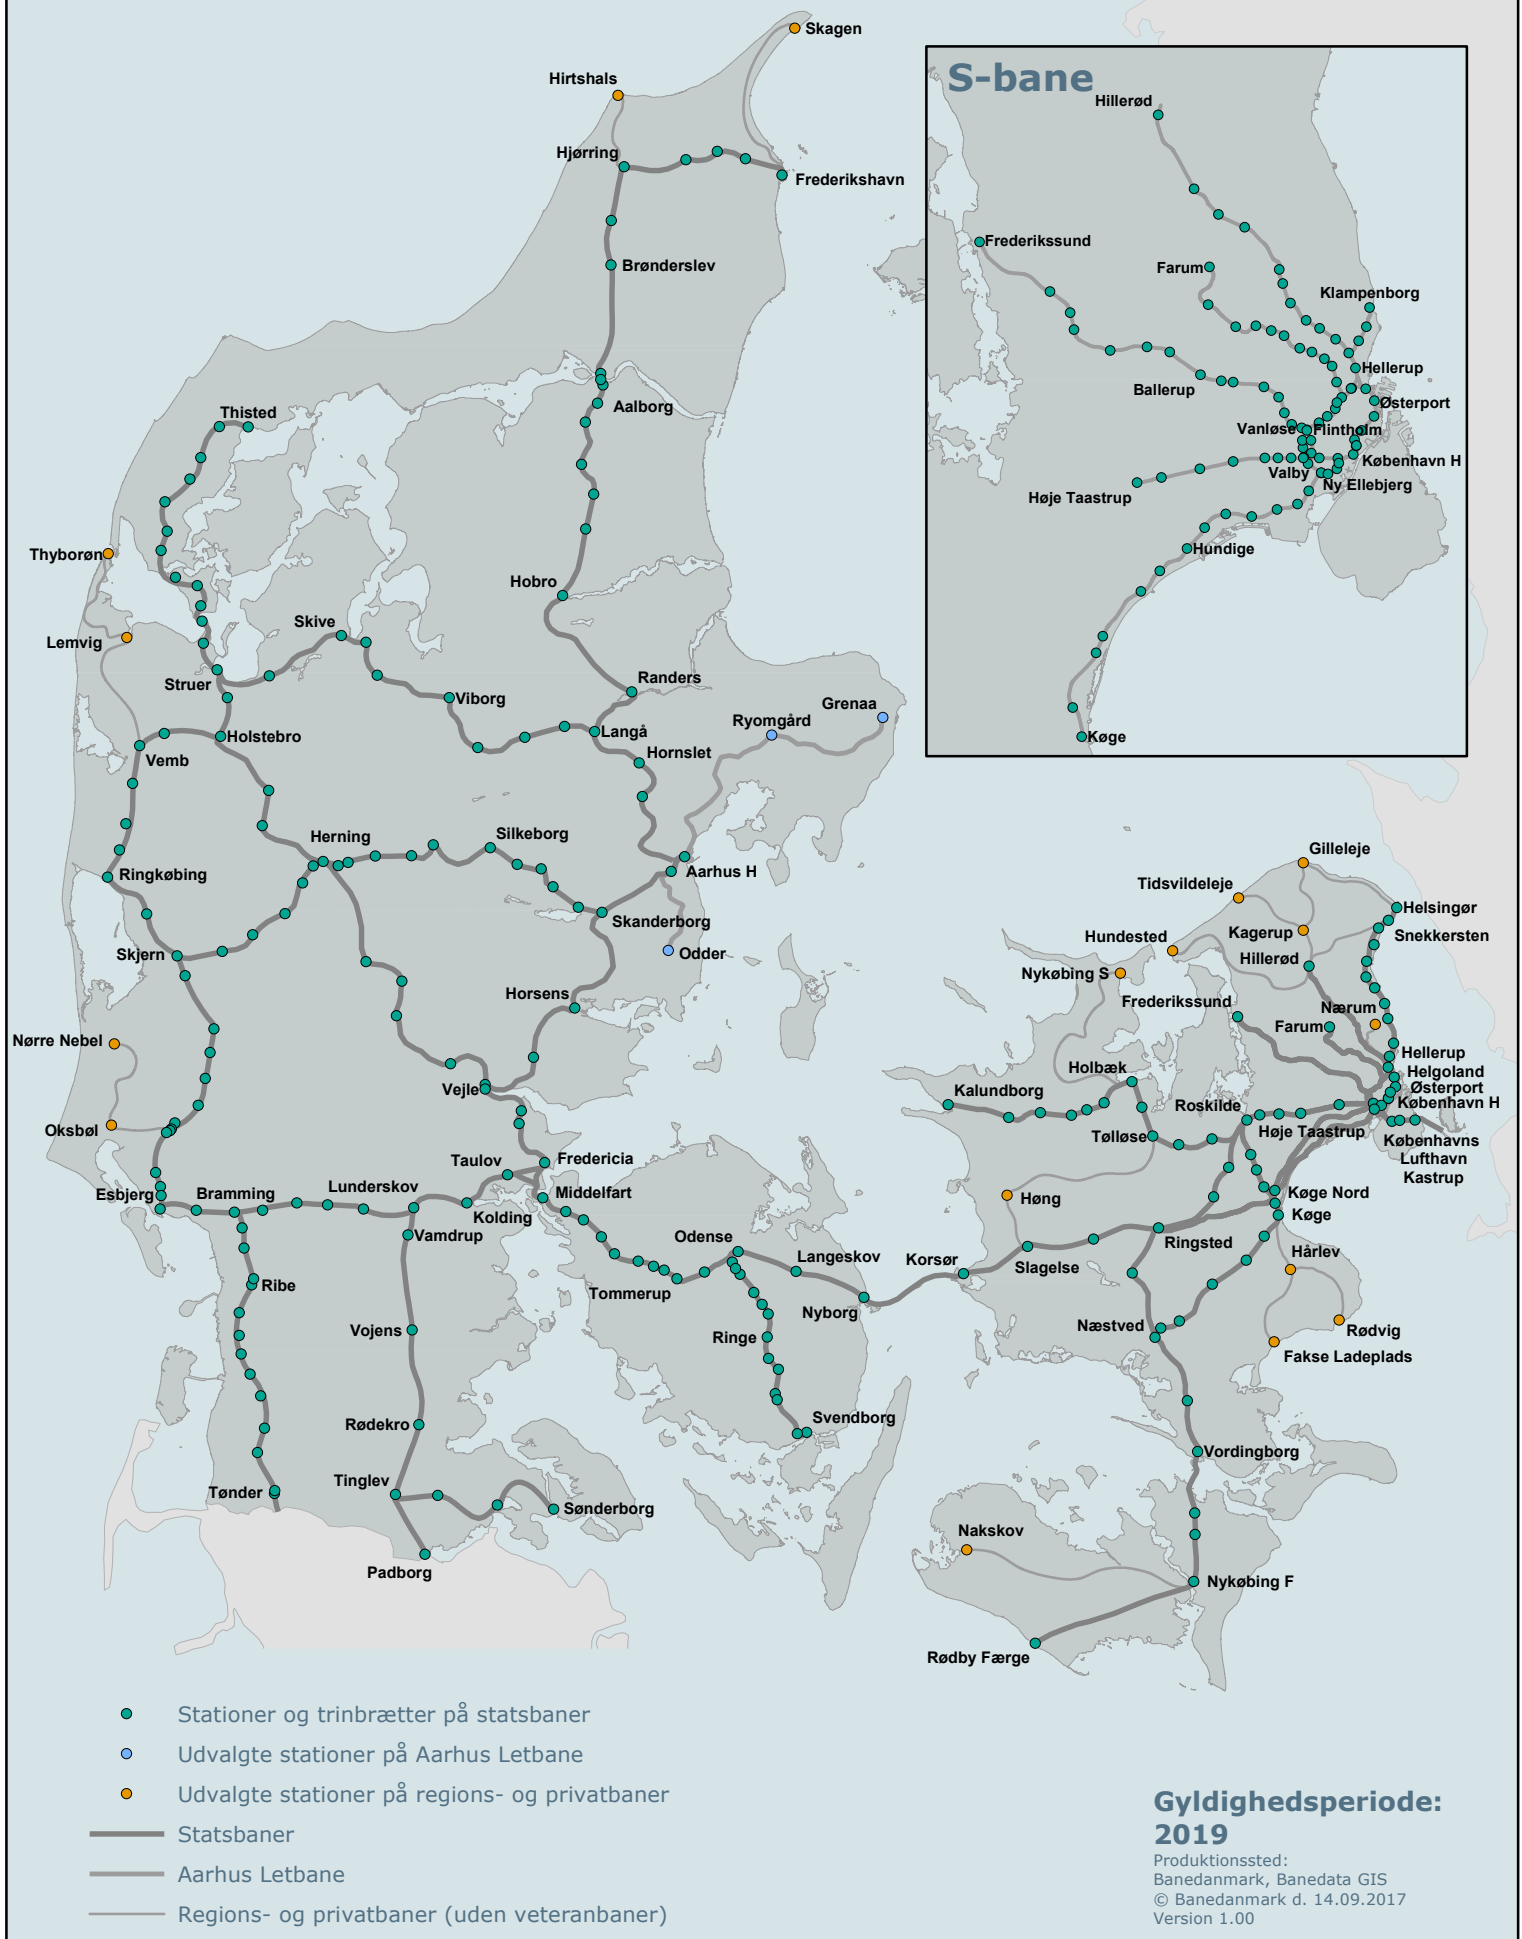 Skagen
Hirtshals
Hjørring
Frederikshavn
Brønderslev
Aalborg
Thisted
Thyborøn
Hobro
Skive
Lemvig
Struer
Randers
Viborg
Grenaa
Ryomgård
Langå
Holstebro
Hornslet
Vemb
Herning
Silkeborg
Ringkøbing
Aarhus H
Skanderborg
Skjern
Odder
Horsens
Nørre Nebel
Vejle
Oksbøl
Taulov
Fredericia
Esbjerg
Bramming
Lunderskov
Middelfart
Kolding
Vamdrup
Odense
Langeskov
Korsør
Ribe
Tommerup
Nyborg
Vojens
Ringe
Rødekro
Svendborg
Tinglev
Tønder
Sønderborg
Padborg
S-bane
Hillerød
Frederikssund
Farum
Klampenborg
Hellerup
Ballerup
Østerport
Vanløse
Flintholm
København H
Valby
Ny Ellebjerg
Høje Taastrup
Hundige
Køge
Gilleleje
Tidsvildeleje
Helsingør
Kagerup
Snekkersten
Hundested
Hillerød
Nykøbing S
Frederikssund
Nærum
Farum
Hellerup
Holbæk
Helgoland
Kalundborg
Østerport
Roskilde
København H
Tølløse
Høje Taastrup
Københavns
Lufthavn
Kastrup
Høng
Køge Nord
Køge
Ringsted
Hårlev
Slagelse
Næstved
Rødvig
Fakse Ladeplads
Vordingborg
Nakskov
Nykøbing F
Rødby Færge
Stationer og trinbrætter på statsbaner
Udvalgte stationer på Aarhus Letbane
Udvalgte stationer på regions- og privatbaner
Statsbaner
Aarhus Letbane
Regions- og privatbaner (uden veteranbaner)
Gyldighedsperiode:
2019
Produktionssted:
Banedanmark, Banedata GIS
© Banedanmark d. 14.09.2017
Version 1.00